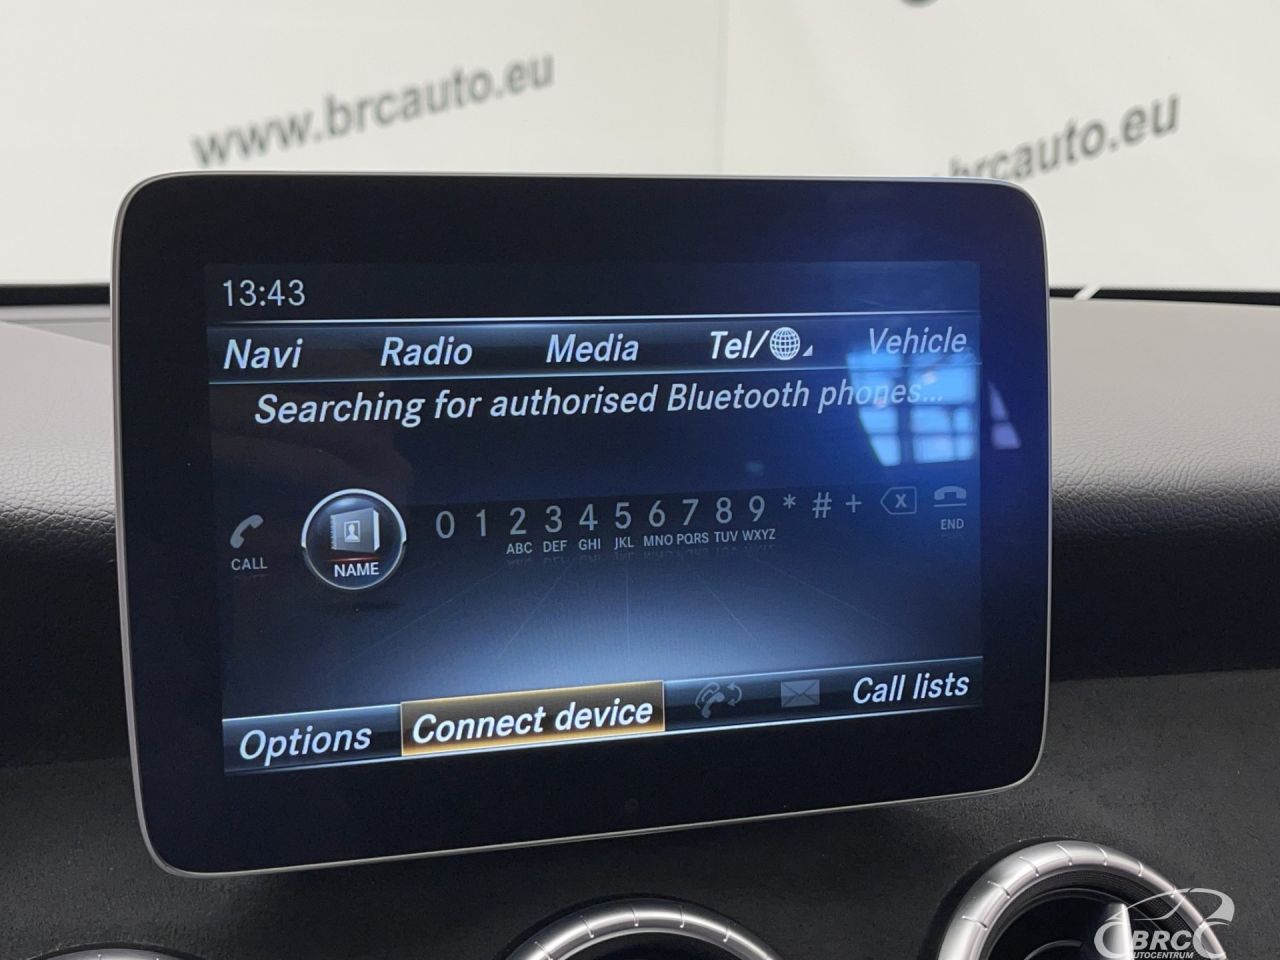 www.brcauto.eu
brcauto.eu
13:43
Navi Radio Media Tel/ Vehicle
Searching for authorised Bluetooth phones...
CALL NAME 0 1 2 ABC 3 DEF 4 GHI 5 JKL 6 MNO 7 PQRS 8 TUV 9 WXYZ * # + X END
Options Connect device Call lists
BRC
AUTOCENTRUM